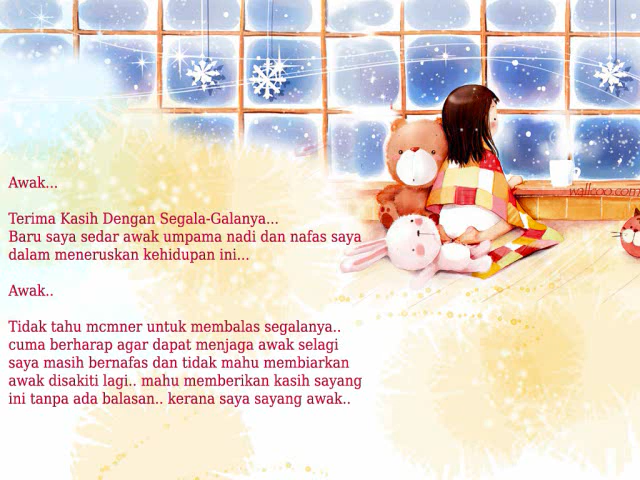 Awak...
Terima Kasih Dengan Segala-Galanya...
Baru saya sedar awak umpama nadi dan nafas saya
dalam meneruskan kehidupan ini...
Awak..
Tidak tahu mcmner untuk membalas segalanya..
cuma berharap agar dapat menjaga awak selagi
saya masih bernafas dan tidak mahu membiarkan
awak disakiti lagi.. mahu memberikan kasih sayang
ini tanpa ada balasan.. kerana saya sayang awak..
wallcoo.com